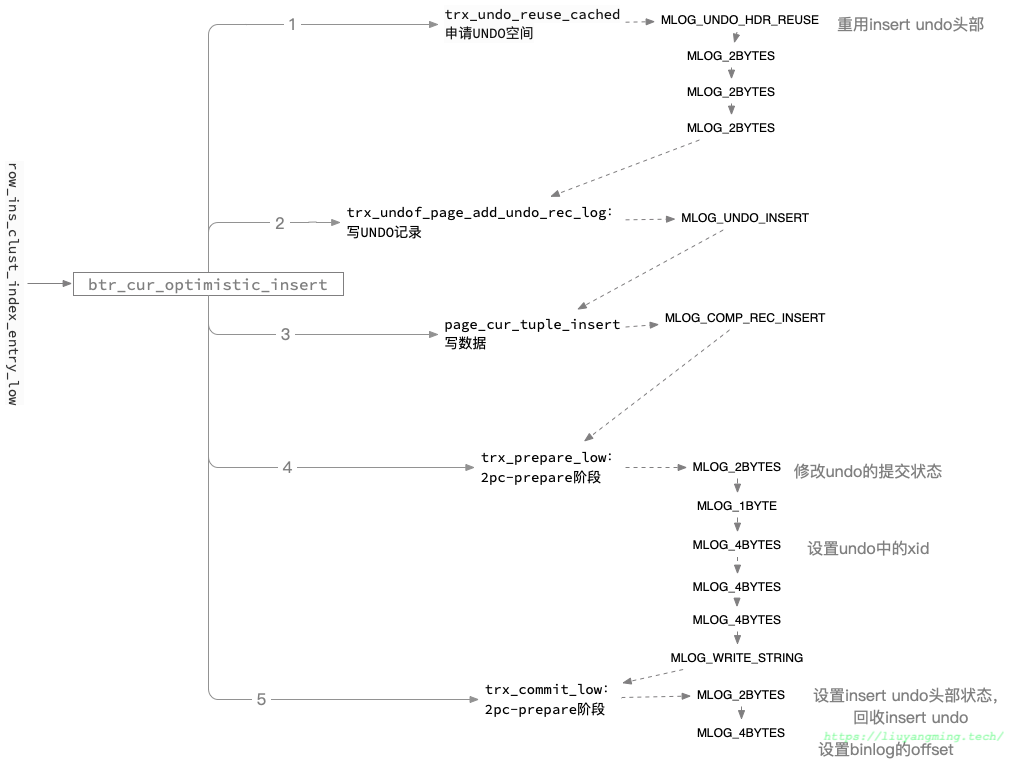 1
trx_undo_reuse_cached
申请UNDO空间
MLOG_UNDO_HDR_REUSE
重用insert undo头部
MLOG_2BYTES
MLOG_2BYTES
MLOG_2BYTES
row_ins_clust_index_entry_low
2
trx_undof_page_add_undo_rec_log:
写UNDO记录
MLOG_UNDO_INSERT
btr_cur_optimistic_insert
3
page_cur_tuple_insert
写数据
MLOG_COMP_REC_INSERT
4
trx_prepare_low:
2pc-prepare阶段
MLOG_2BYTES
修改undo的提交状态
MLOG_1BYTE
MLOG_4BYTES
设置undo中的xid
MLOG_4BYTES
MLOG_4BYTES
MLOG_WRITE_STRING
5
trx_commit_low:
2pc-prepare阶段
MLOG_2BYTES
设置insert undo头部状态,
回收insert undo
MLOG_4BYTES
https://liuyangming.tech/
设置binlog的offset